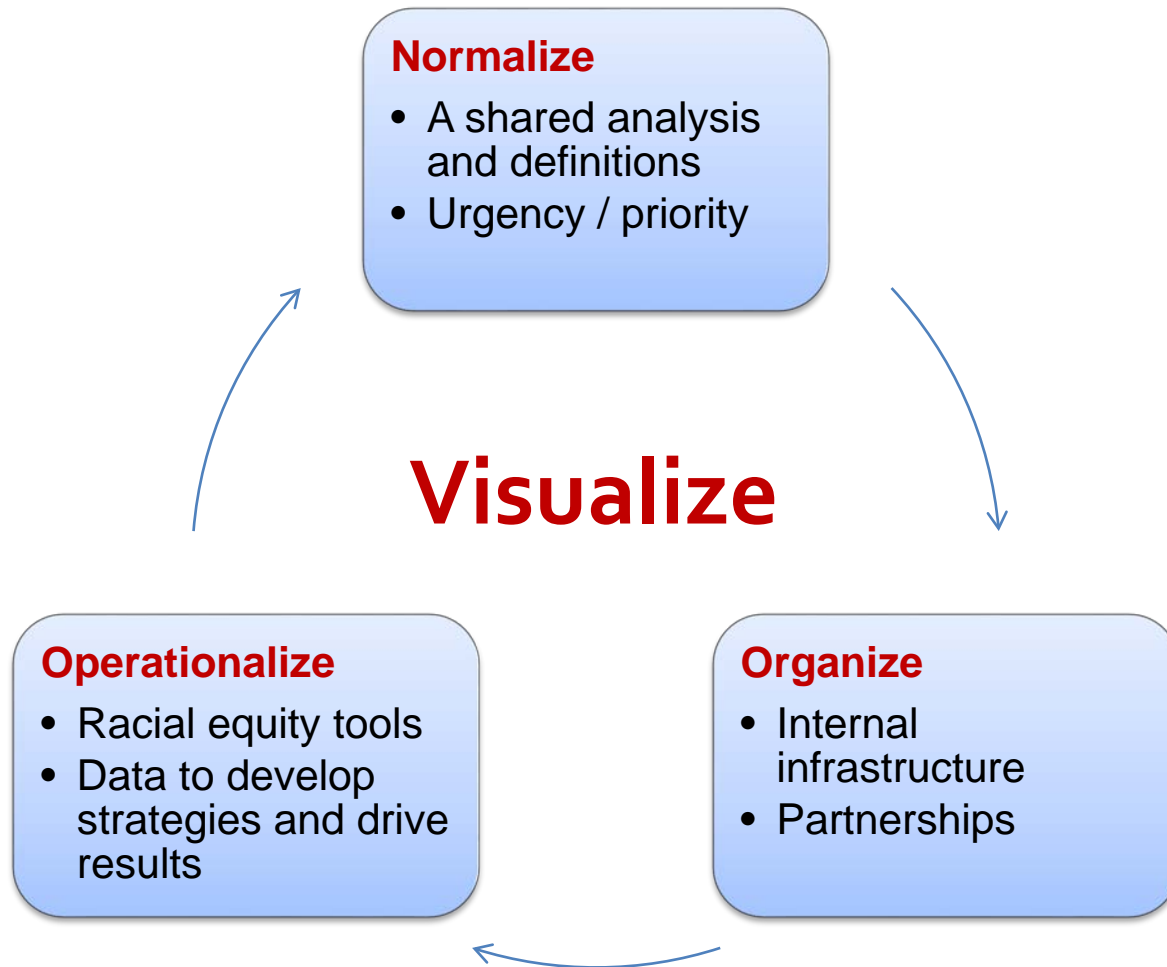 Normalize
• A shared analysis
and definitions
• Urgency / priority
Visualize
Operationalize
• Racial equity tools
• Data to develop
strategies and drive
results
Organize
• Internal
infrastructure
• Partnerships